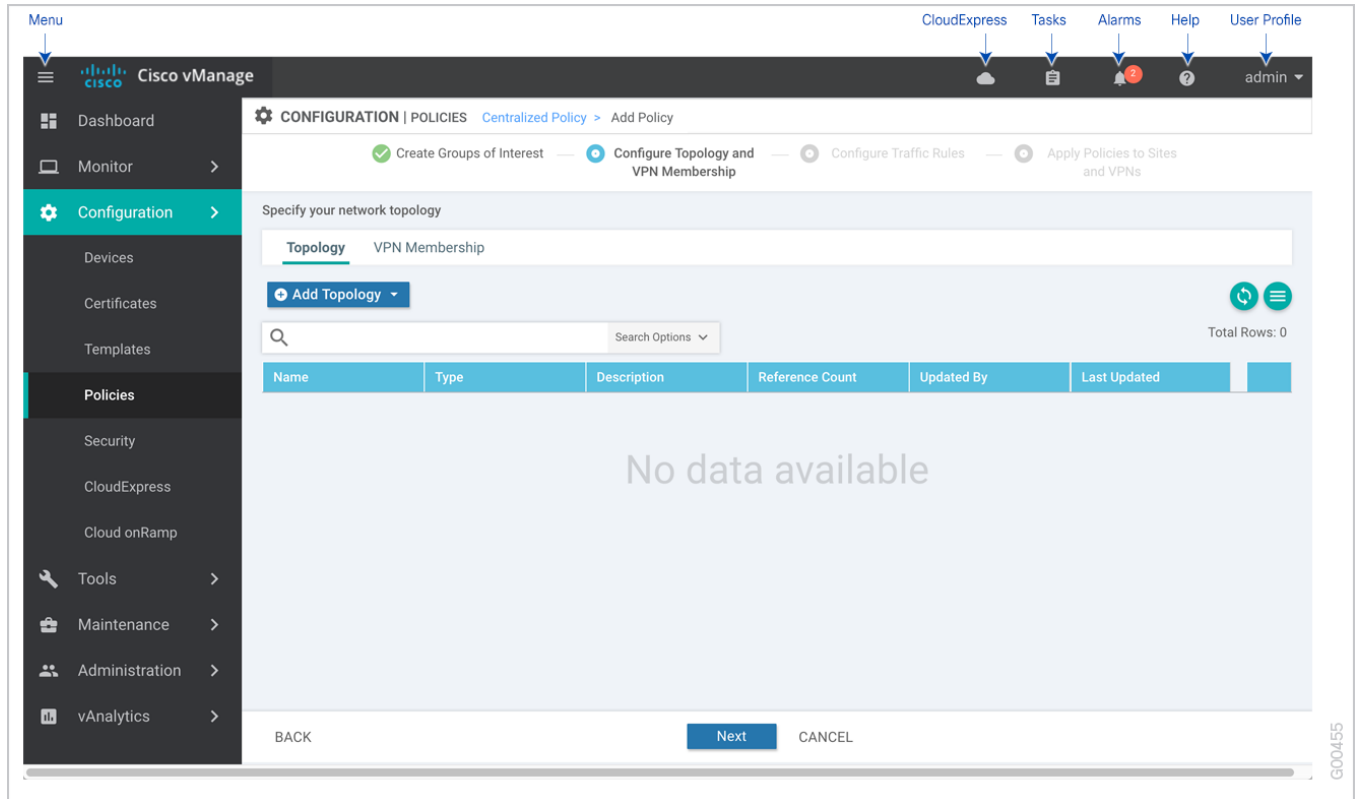 Menu
CloudExpress Tasks Alarms Help User Profile
cisco Cisco vManage
2
admin
Dashboard
Monitor
Configuration
Devices
Certificates
Templates
Policies
Security
CloudExpress
Cloud onRamp
Tools
Maintenance
Administration
vAnalytics
CONFIGURATION | POLICIES Centralized Policy > Add Policy
Create Groups of Interest
Configure Topology and
VPN Membership
Configure Traffic Rules
Apply Policies to Sites
and VPNs
Specify your network topology
Topology VPN Membership
Add Topology
Search Options
Total Rows: 0
Name Type Description Reference Count Updated By Last Updated
No data available
BACK Next CANCEL
G00455